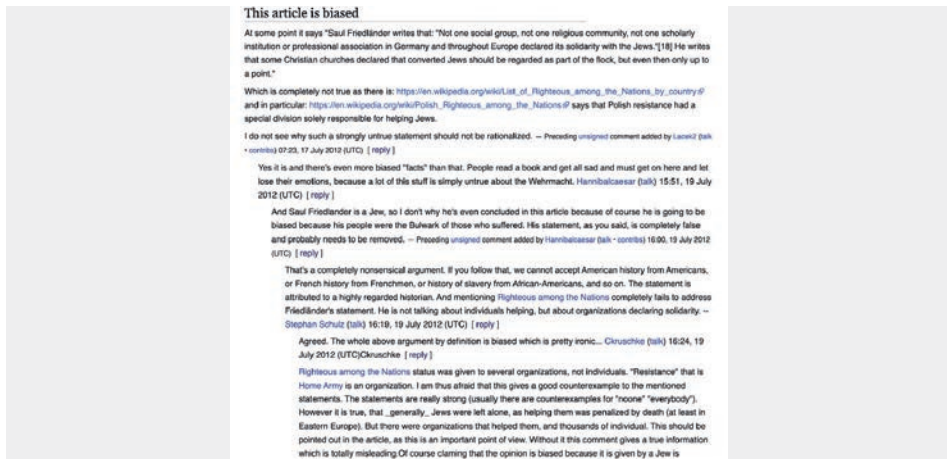 This article is biased
At some point it says "Saul Friedländer writes that: "Not one social group, not one religious community, not one scholarly
institution or professional association in Germany and throughout Europe declared its solidarity with the Jews."[18] He writes
that some Christian churches declared that converted Jews should be regarded as part of the flock, but even then only up to
a point."
Which is completely not true as there is: https://en.wikipedia.org/wiki/List_of_Righteous_among_the_Nations_by_country
and in particular: https://en.wikipedia.org/wiki/Polish_Righteous_among_the_Nations says that Polish resistance had a
special division solely responsible for helping Jews.
I do not see why such a strongly untrue statement should not be rationalized. — Preceding unsigned comment added by Lacek2 (talk
• contribs) 07:23, 17 July 2012 (UTC) [ reply ]
Yes it is and there's even more biased "facts" than that. People read a book and get all sad and must get on here and let
lose their emotions, because a lot of this stuff is simply untrue about the Wehrmacht. Hannibalcaesar (talk) 15:51, 19 July
2012 (UTC) [ reply ]
And Saul Friedlander is a Jew, so I don't why he's even concluded in this article because of course he is going to be
biased because his people were the Bulwark of those who suffered. His statement, as you said, is completely false
and probably needs to be removed. — Preceding unsigned comment added by Hannibalcaesar (talk • contribs) 16:00, 19 July 2012
(UTC) [ reply ]
That's a completely nonsensical argument. If you follow that, we cannot accept American history from Americans,
or French history from Frenchmen, or history of slavery from African-Americans, and so on. The statement is
attributed to a highly regarded historian. And mentioning Righteous among the Nations completely fails to address
Friedländer's statement. He is not talking about individuals helping, but about organizations declaring solidarity. --
Stephan Schulz (talk) 16:19, 19 July 2012 (UTC) [ reply ]
Agreed. The whole above argument by definition is biased which is pretty ironic... Ckruschke (talk) 16:24, 19
July 2012 (UTC)Ckruschke [ reply ]
Righteous among the Nations status was given to several organizations, not individuals. "Resistance" that is
Home Army is an organization. I am thus afraid that this gives a good counterexample to the mentioned
statements. The statements are really strong (usually there are counterexamples for "noone" "everybody").
However it is true, that _generally_ Jews were left alone, as helping them was penalized by death (at least in
Eastern Europe). But there were organizations that helped them, and thousands of individual. This should be
pointed out in the article, as this is an important point of view. Without it this comment gives a true information
which is totally misleading.Of course claming that the opinion is biased because it is given by a Jew is